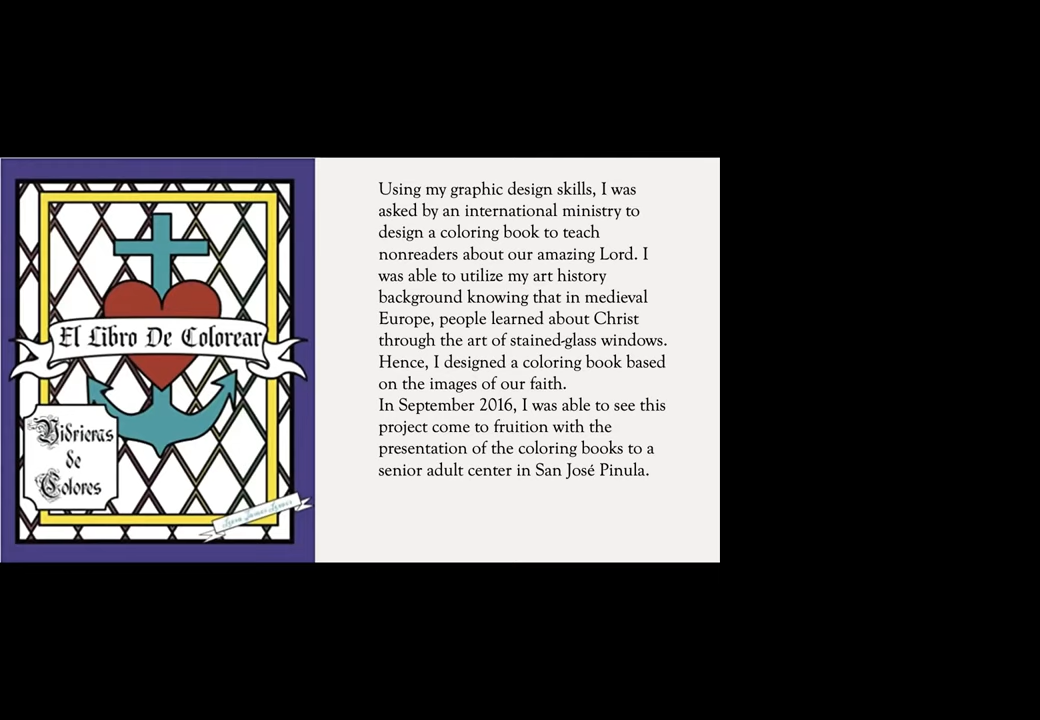 El Libro De Colorear
Vidrieras
de
Colores
Using my graphic design skills, I was
asked by an international ministry to
design a coloring book to teach
nonreaders about our amazing Lord. I
was able to utilize my art history
background knowing that in medieval
Europe, people learned about Christ
through the art of stained-glass windows.
Hence, I designed a coloring book based
on the images of our faith.
In September 2016, I was able to see this
project come to fruition with the
presentation of the coloring books to a
senior adult center in San José Pinula.